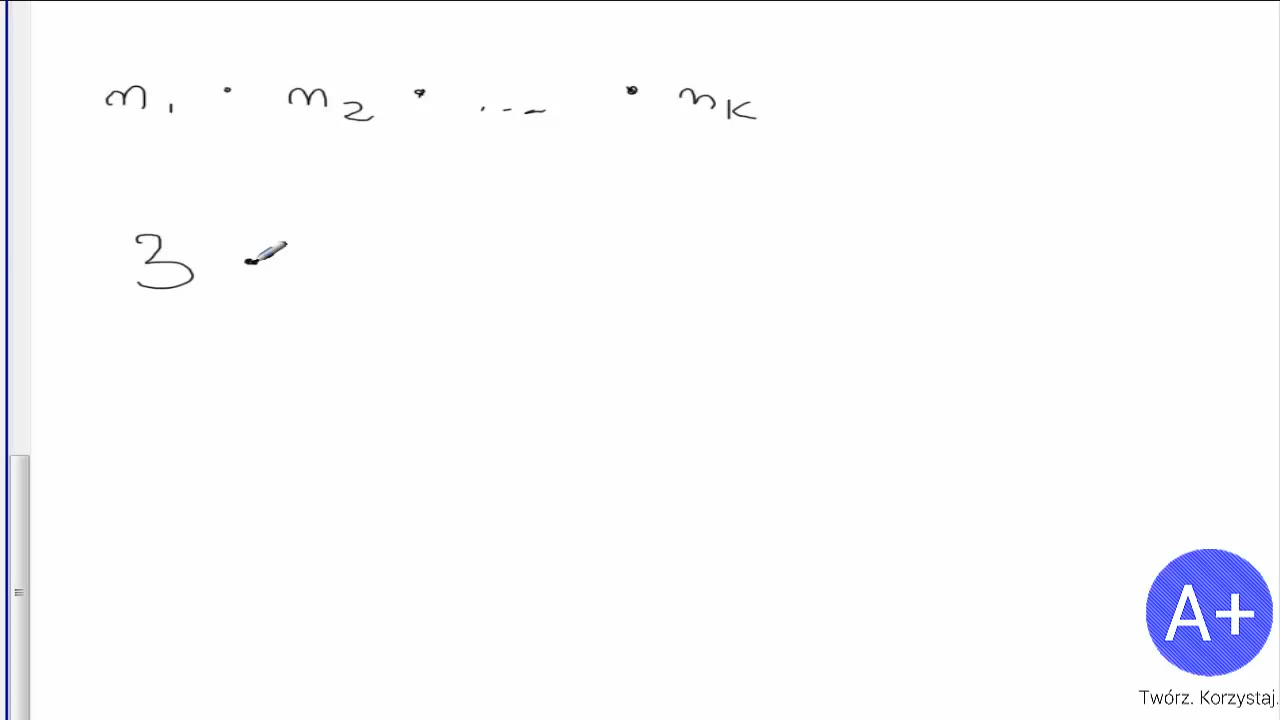 n₁ · n₂ · ... · nₖ
3 ·
A+
Twórz. Korzystaj.